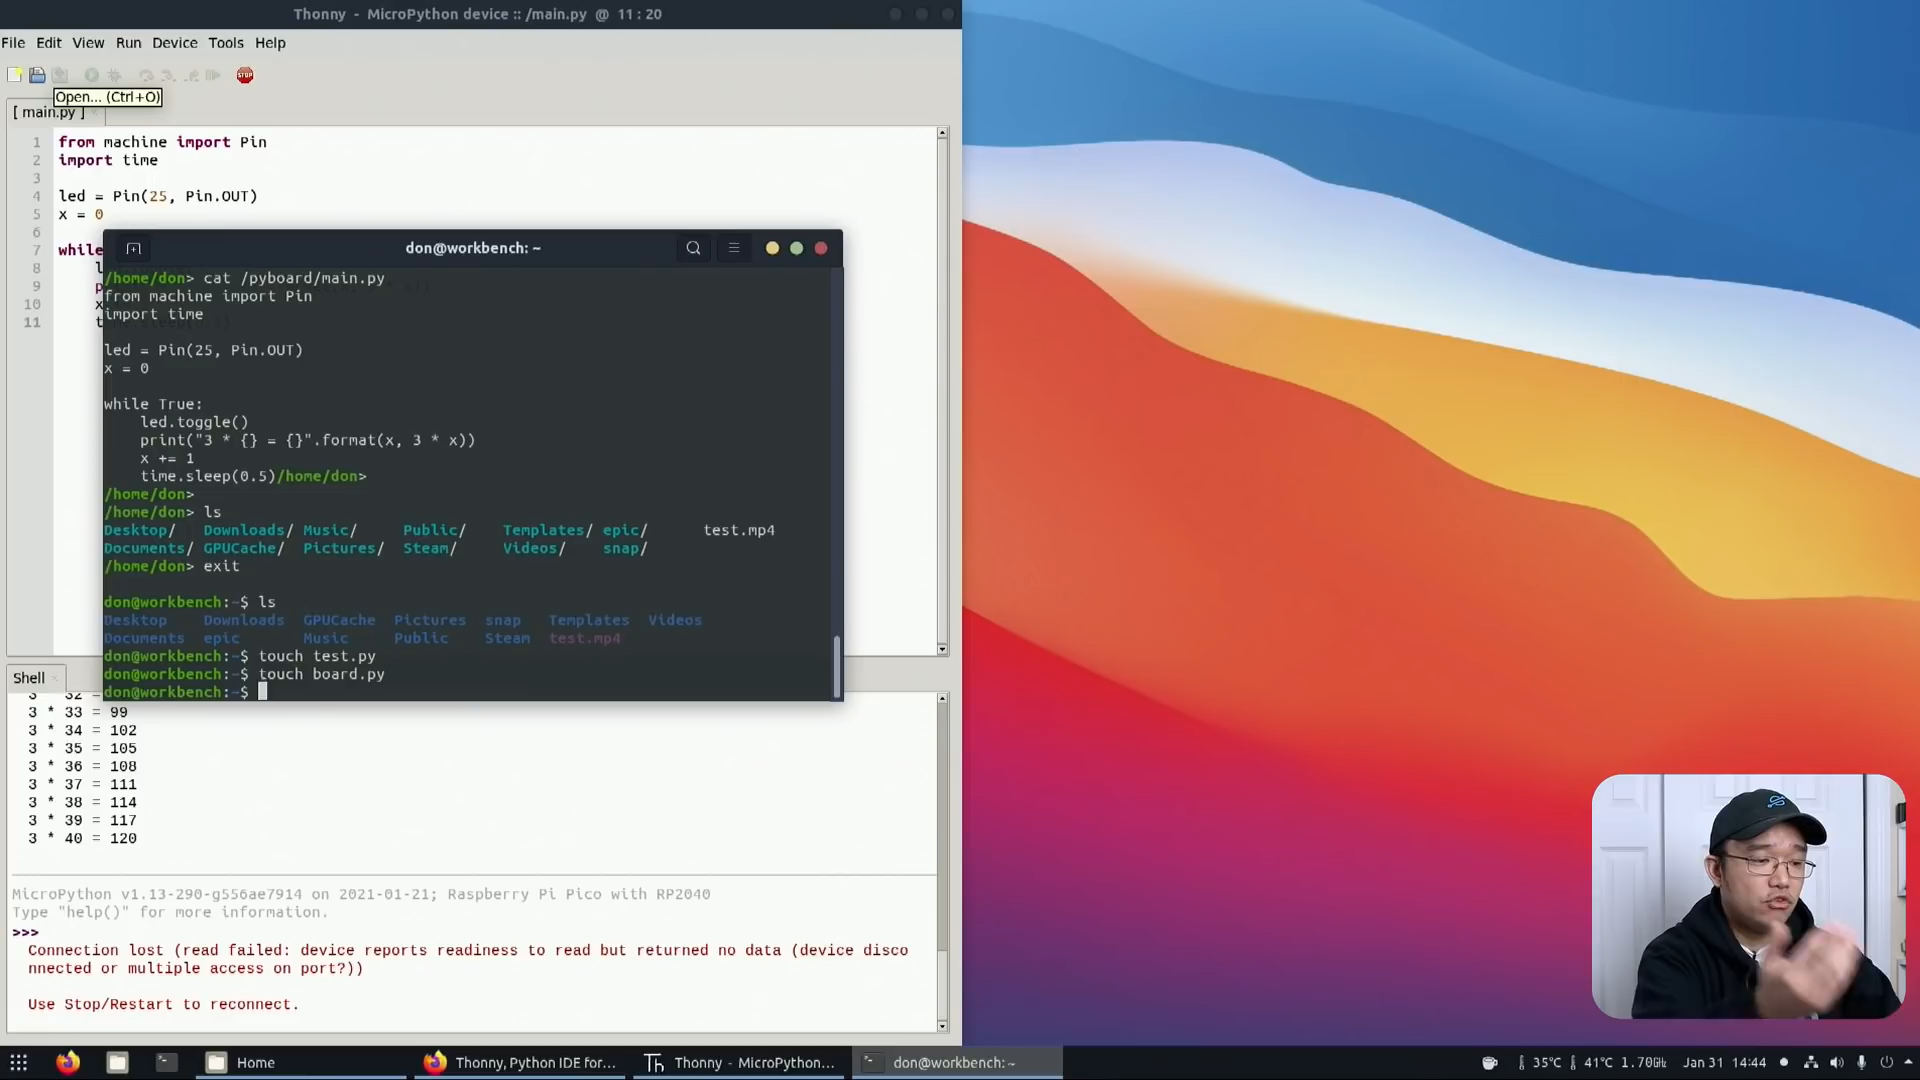 Thonny - MicroPython device :: /main.py @ 11 : 20
File Edit View Run Device Tools Help
STOP
Open... (Ctrl+O)
[ main.py ]
1 from machine import Pin
2 import time
3
4 led = Pin(25, Pin.OUT)
5 x = 0
6
7 while
8 l
9 p
10 x
11 t
don@workbench: ~
/home/don> cat /pyboard/main.py
from machine import Pin
import time
led = Pin(25, Pin.OUT)
x = 0
while True:
led.toggle()
print("3 * {} = {}".format(x, 3 * x))
x += 1
time.sleep(0.5)/home/don>
/home/don>
/home/don> ls
Desktop/ Downloads/ Music/ Public/ Templates/ epic/ test.mp4
Documents/ GPUCache/ Pictures/ Steam/ Videos/ snap/
/home/don> exit
don@workbench:~$ ls
Desktop Downloads GPUCache Pictures snap Templates Videos
Documents epic Music Public Steam test.mp4
don@workbench:~$ touch test.py
don@workbench:~$ touch board.py
don@workbench:~$
Shell
3 * 32 =
3 * 33 = 99
3 * 34 = 102
3 * 35 = 105
3 * 36 = 108
3 * 37 = 111
3 * 38 = 114
3 * 39 = 117
3 * 40 = 120
MicroPython v1.13-290-g556ae7914 on 2021-01-21; Raspberry Pi Pico with RP2040
Type "help()" for more information.
>>>
Connection lost (read failed: device reports readiness to read but returned no data (device disco
nnected or multiple access on port?))
Use Stop/Restart to reconnect.
Home
Thonny, Python IDE for...
Thonny - MicroPython...
don@workbench: ~
35°C 41°C 1.70GHz Jan 31 14:44